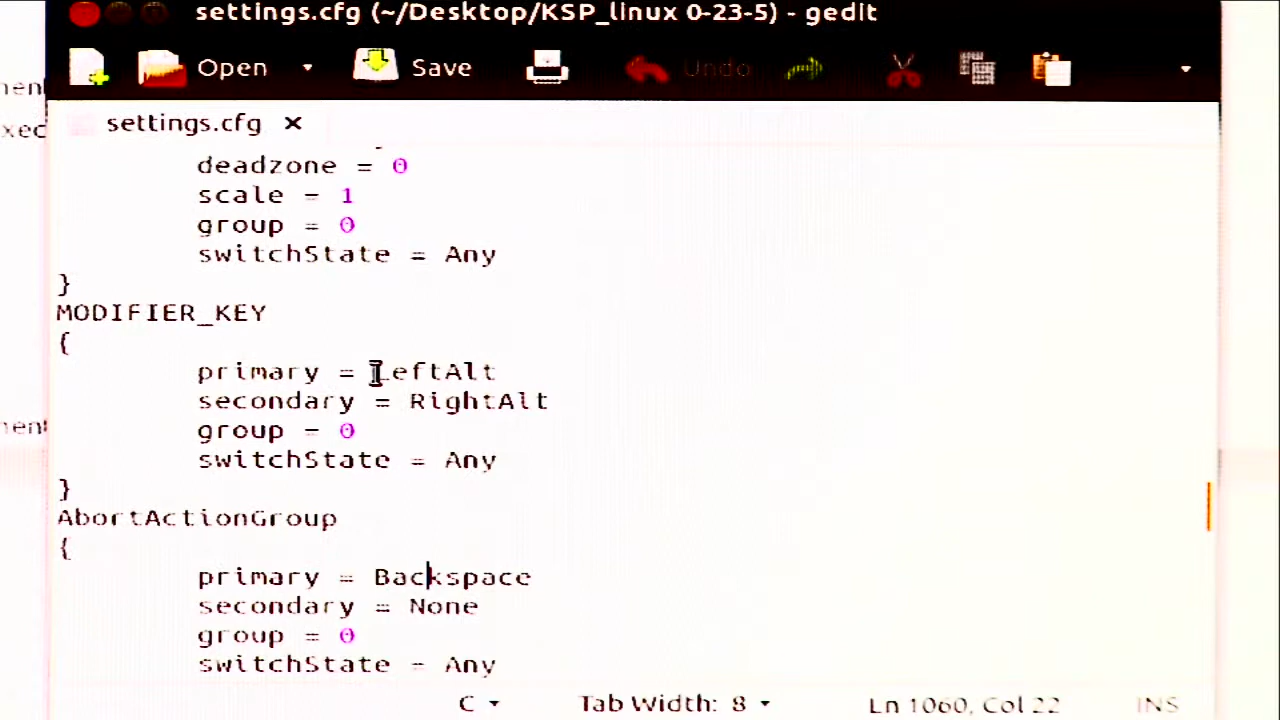 settings.cfg (~/Desktop/KSP_linux 0-23-5) - gedit
Open Save Undo
settings.cfg ×
deadzone = 0
scale = 1
group = 0
switchState = Any
}
MODIFIER_KEY
{
primary = LeftAlt
secondary = RightAlt
group = 0
switchState = Any
}
AbortActionGroup
{
primary = Backspace
secondary = None
group = 0
switchState = Any
C Tab Width: 8 Ln 1060, Col 22 INS